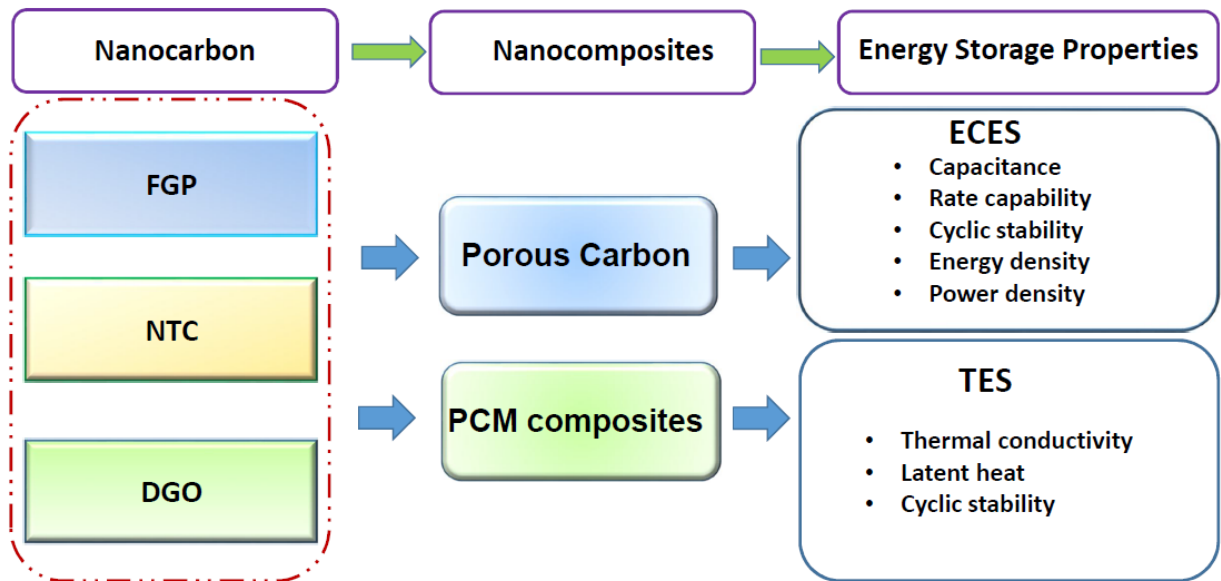 Nanocarbon
Nanocomposites
Energy Storage Properties
FGP
NTC
DGO
Porous Carbon
PCM composites
ECES
• Capacitance
• Rate capability
• Cyclic stability
• Energy density
• Power density
TES
• Thermal conductivity
• Latent heat
• Cyclic stability